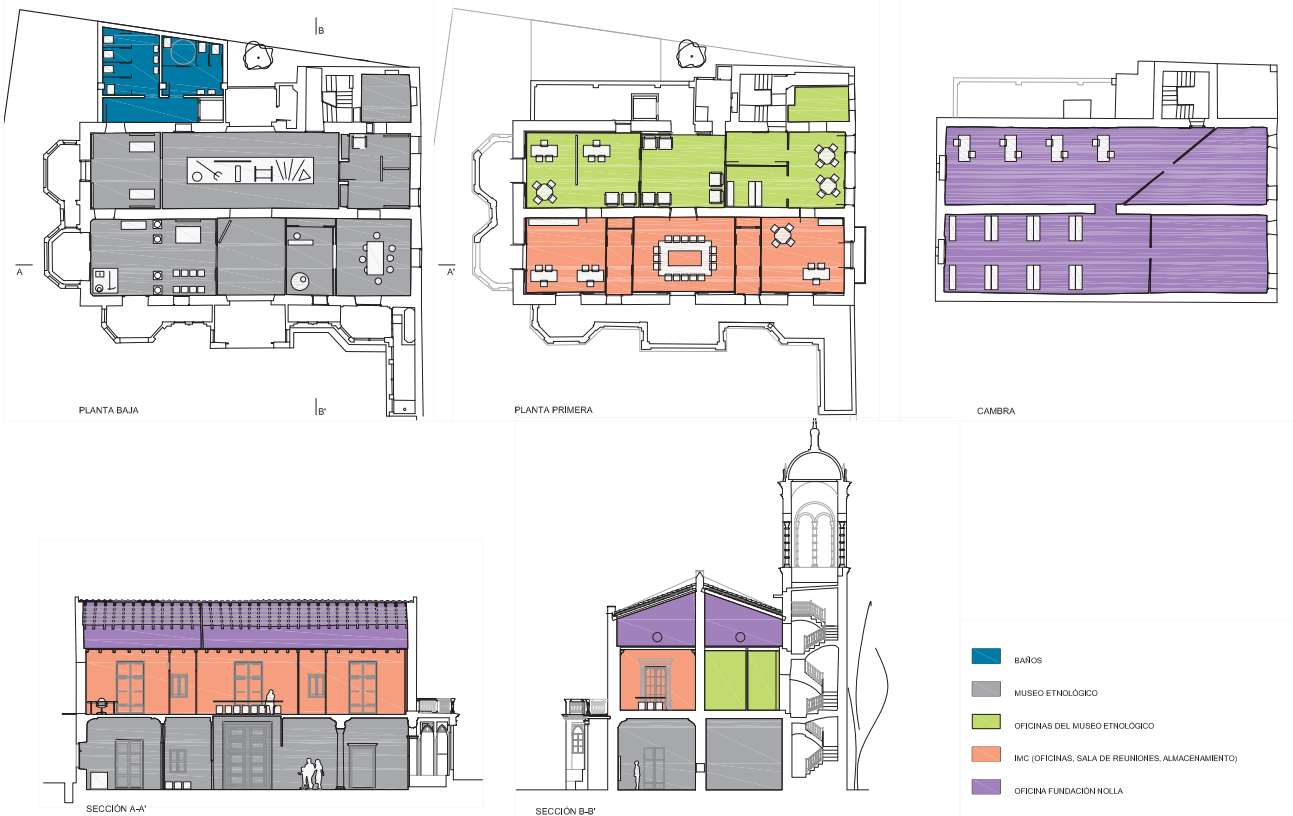 B
A
A'
PLANTA BAJA
B'
PLANTA PRIMERA
CAMBRA
SECCIÓN A-A'
SECCIÓN B-B'
BAÑOS
MUSEO ETNOLÓGICO
OFICINAS DEL MUSEO ETNOLÓGICO
IMC (OFICINAS, SALA DE REUNIONES, ALMACENAMIENTO)
OFICINA FUNDACIÓN NOLLA